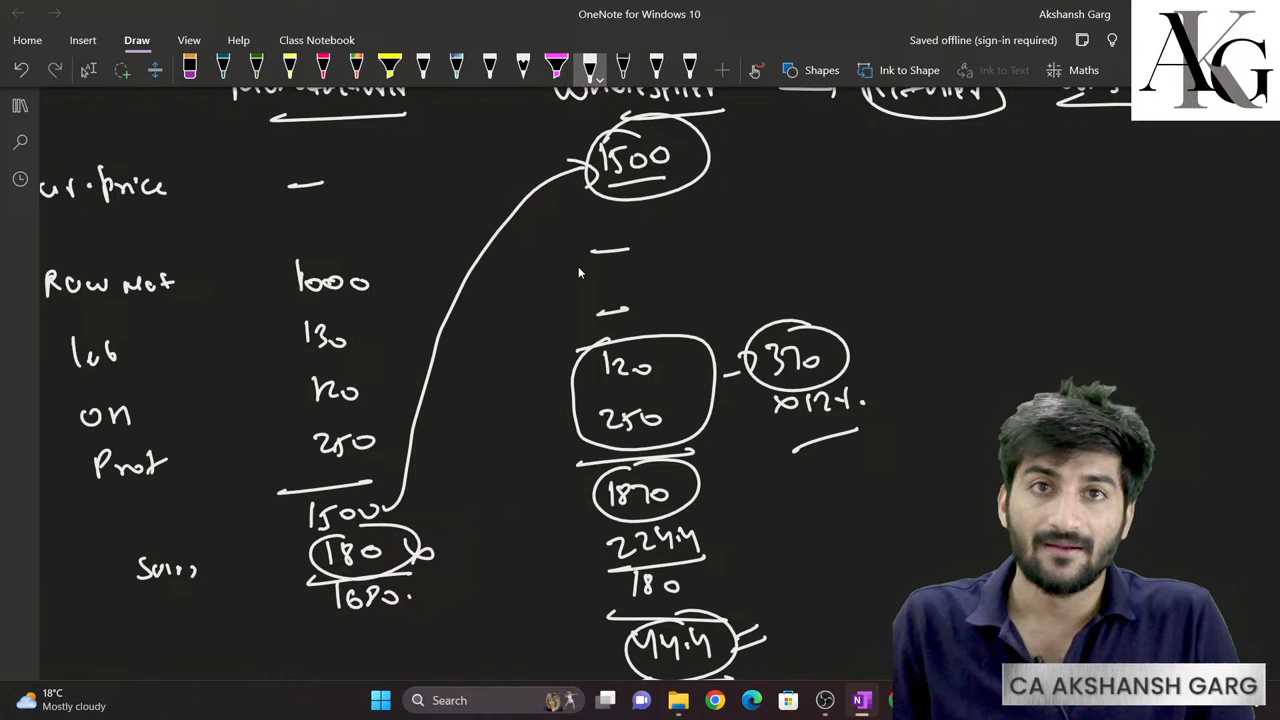 OneNote for Windows 10
Akshansh Garg
Home Insert Draw View Help Class Notebook
Saved offline (sign-in required)
Shapes Ink to Shape Ink to Text Maths
AKG
Wholesaler
ur. price — 1500
—
Raw Mat 1000
—
lab 130
120 370
OH 120
x 12%.
250
Prof 250
1870
1500
224.4
180
180
1680.
44.4
CA AKSHANSH GARG
18°C
Mostly cloudy
Search